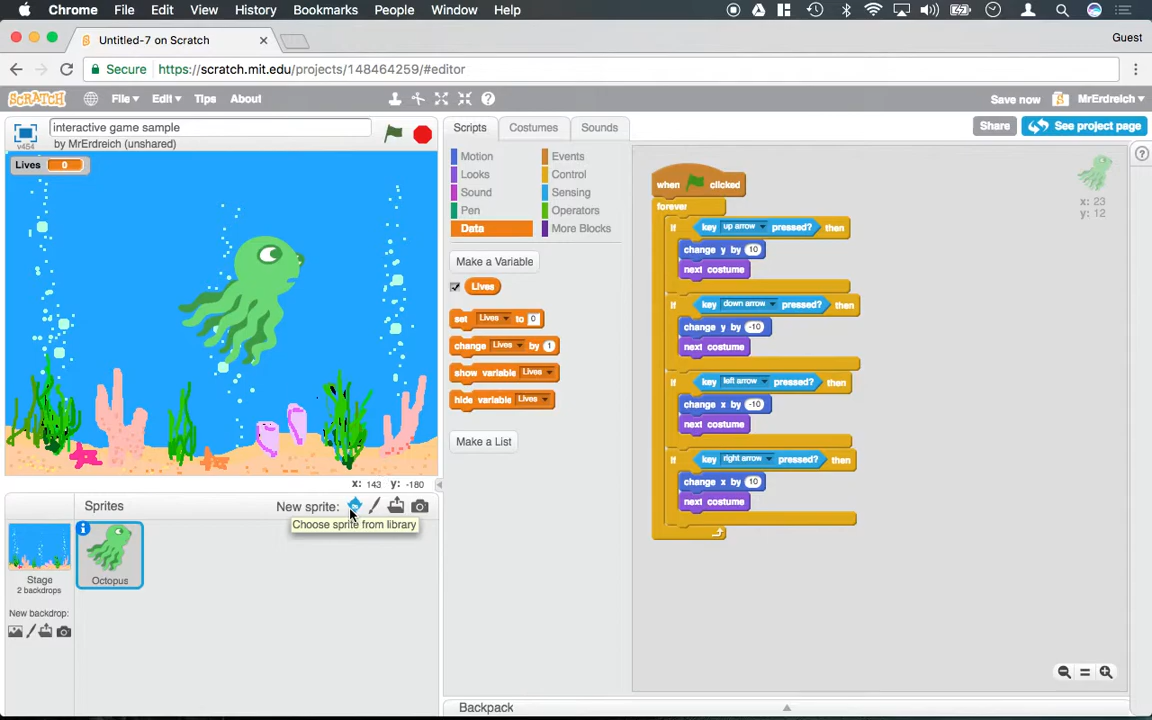 Chrome File Edit View History Bookmarks People Window Help
Untitled-7 on Scratch
Guest
Secure https://scratch.mit.edu/projects/148464259/#editor
SCRATCH File Edit Tips About Save now MrErdreich
interactive game sample
by MrErdreich (unshared)
v454
Scripts Costumes Sounds
Share See project page
Lives 0
Motion Events
Looks Control
Sound Sensing
Pen Operators
Data More Blocks
Make a Variable
Lives
set Lives to 0
change Lives by 1
show variable Lives
hide variable Lives
Make a List
when clicked
forever
if key up arrow pressed? then
change y by 10
next costume
if key down arrow pressed? then
change y by -10
next costume
if key left arrow pressed? then
change x by -10
next costume
if key right arrow pressed? then
change x by 10
next costume
x: 23
y: 12
x: 143 y: -180
Sprites New sprite:
Choose sprite from library
Octopus
Stage
2 backdrops
New backdrop:
Backpack